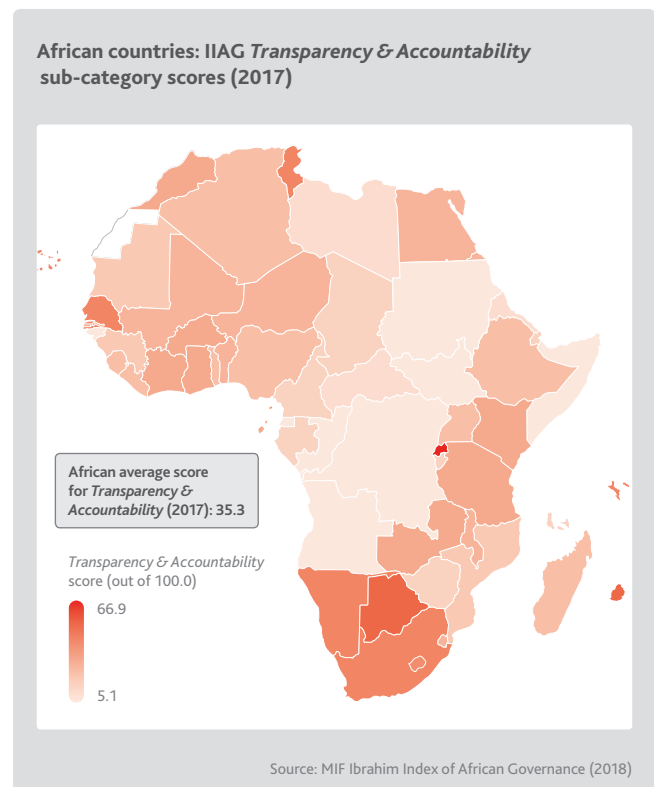 African countries: IIAG Transparency & Accountability
sub-category scores (2017)
African average score
for Transparency &
Accountability (2017): 35.3
Transparency & Accountability
score (out of 100.0)
66.9
5.1
Source: MIF Ibrahim Index of African Governance (2018)